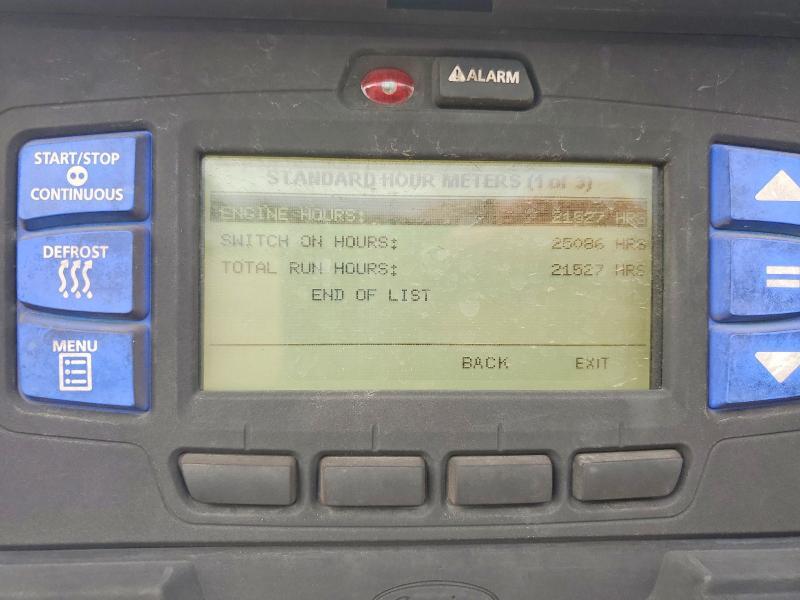 ALARM
START/STOP
CONTINUOUS
DEFROST
MENU
STANDARD HOUR METERS (1 of 3)
ENGINE HOURS: 21527 HRS
SWITCH ON HOURS: 25086 HRS
TOTAL RUN HOURS: 21527 HRS
END OF LIST
BACK EXIT
=